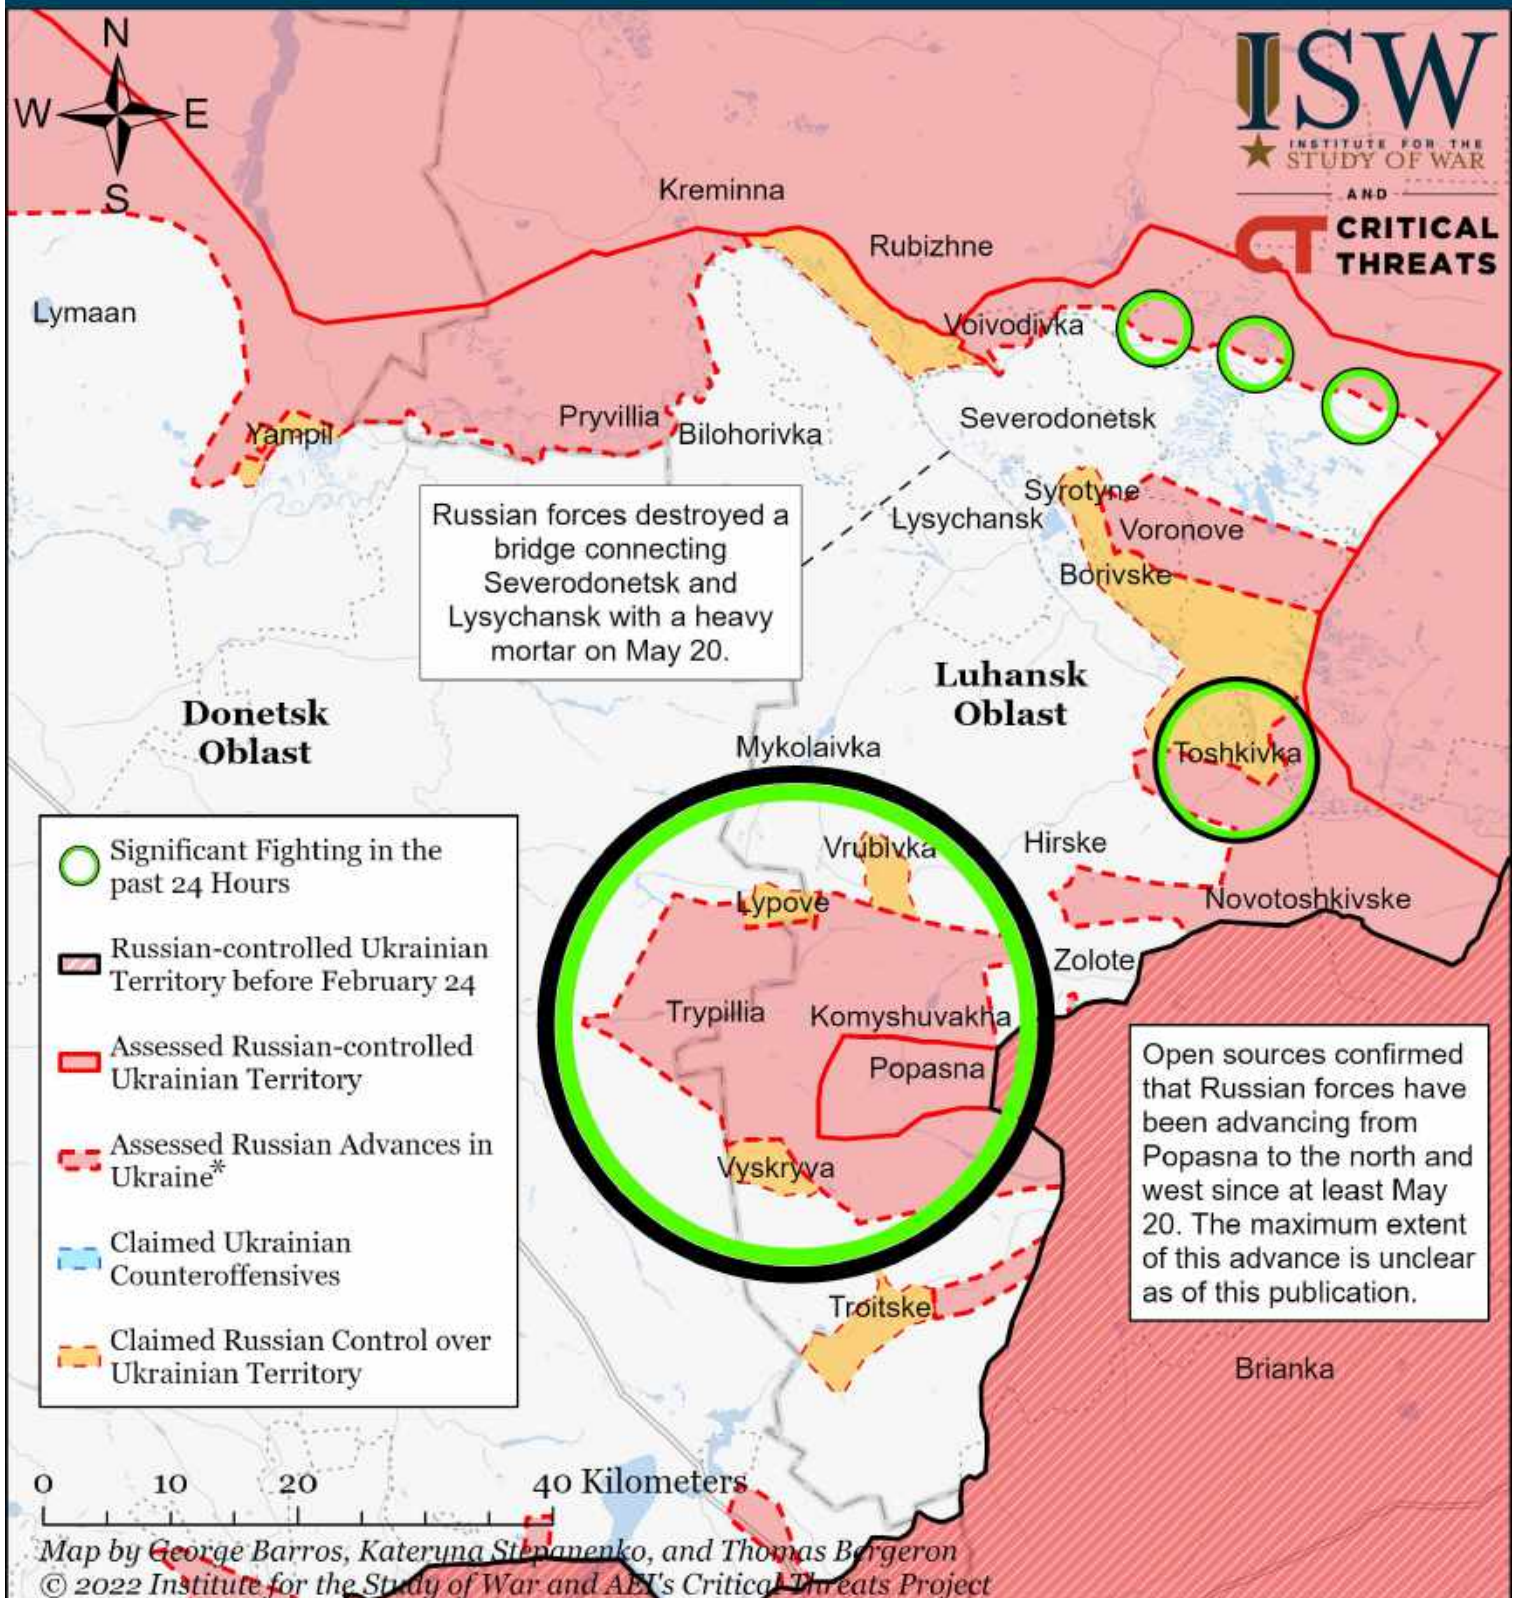 N
W E
S
ISW
INSTITUTE FOR THE
STUDY OF WAR
AND
CT CRITICAL
THREATS
Kreminna
Rubizhne
Lymaan
Voivodivka
Yampil
Pryvillia
Bilohorivka
Severodonetsk
Syrotyne
Lysychansk
Voronove
Borivske
Russian forces destroyed a
bridge connecting
Severodonetsk and
Lysychansk with a heavy
mortar on May 20.
Donetsk
Oblast
Luhansk
Oblast
Mykolaivka
Toshkivka
Vrubivka
Hirske
Lypove
Novotoshkivske
Zolote
Trypillia
Komyshuvakha
Popasna
Vyskryva
Troitske
Brianka
Open sources confirmed
that Russian forces have
been advancing from
Popasna to the north and
west since at least May
20. The maximum extent
of this advance is unclear
as of this publication.
Significant Fighting in the
past 24 Hours
Russian-controlled Ukrainian
Territory before February 24
Assessed Russian-controlled
Ukrainian Territory
Assessed Russian Advances in
Ukraine*
Claimed Ukrainian
Counteroffensives
Claimed Russian Control over
Ukrainian Territory
0 10 20 40 Kilometers
Map by George Barros, Kateryna Stepanenko, and Thomas Bergeron
© 2022 Institute for the Study of War and AEI's Critical Threats Project